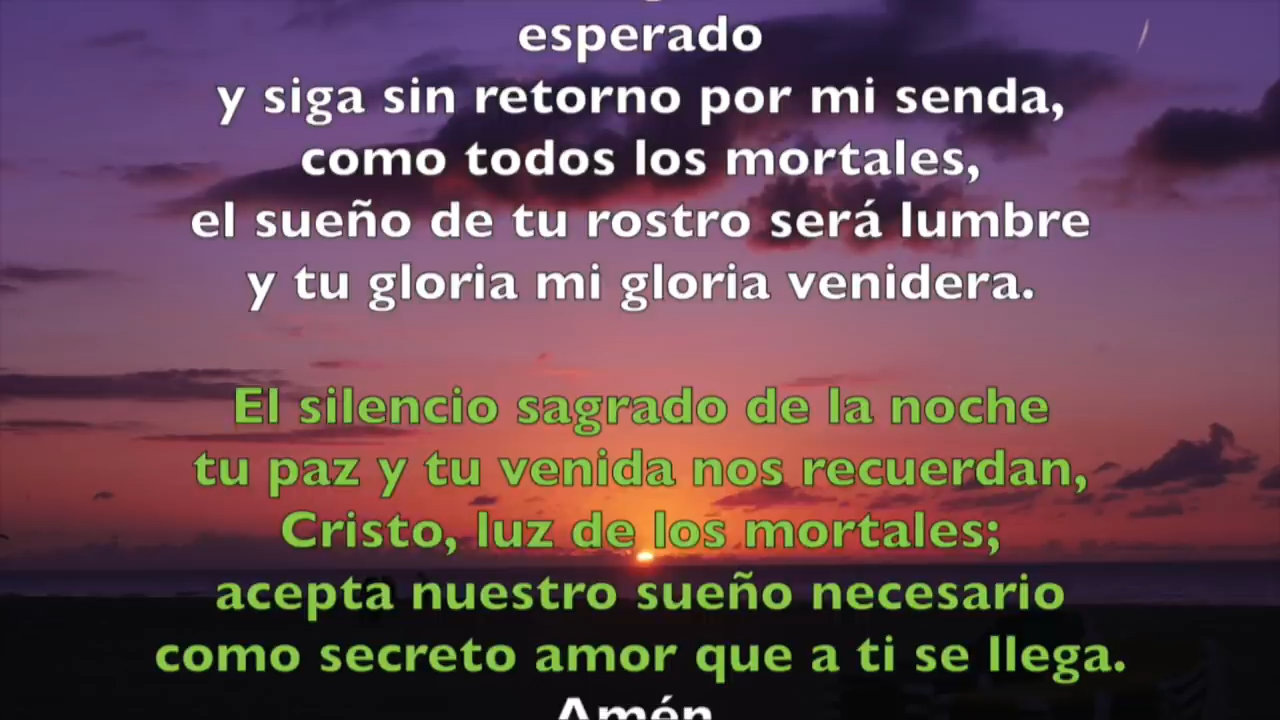 esperado
y siga sin retorno por mi senda,
como todos los mortales,
el sueño de tu rostro será lumbre
y tu gloria mi gloria venidera.
El silencio sagrado de la noche
tu paz y tu venida nos recuerdan,
Cristo, luz de los mortales;
acepta nuestro sueño necesario
como secreto amor que a ti se llega.
Amén